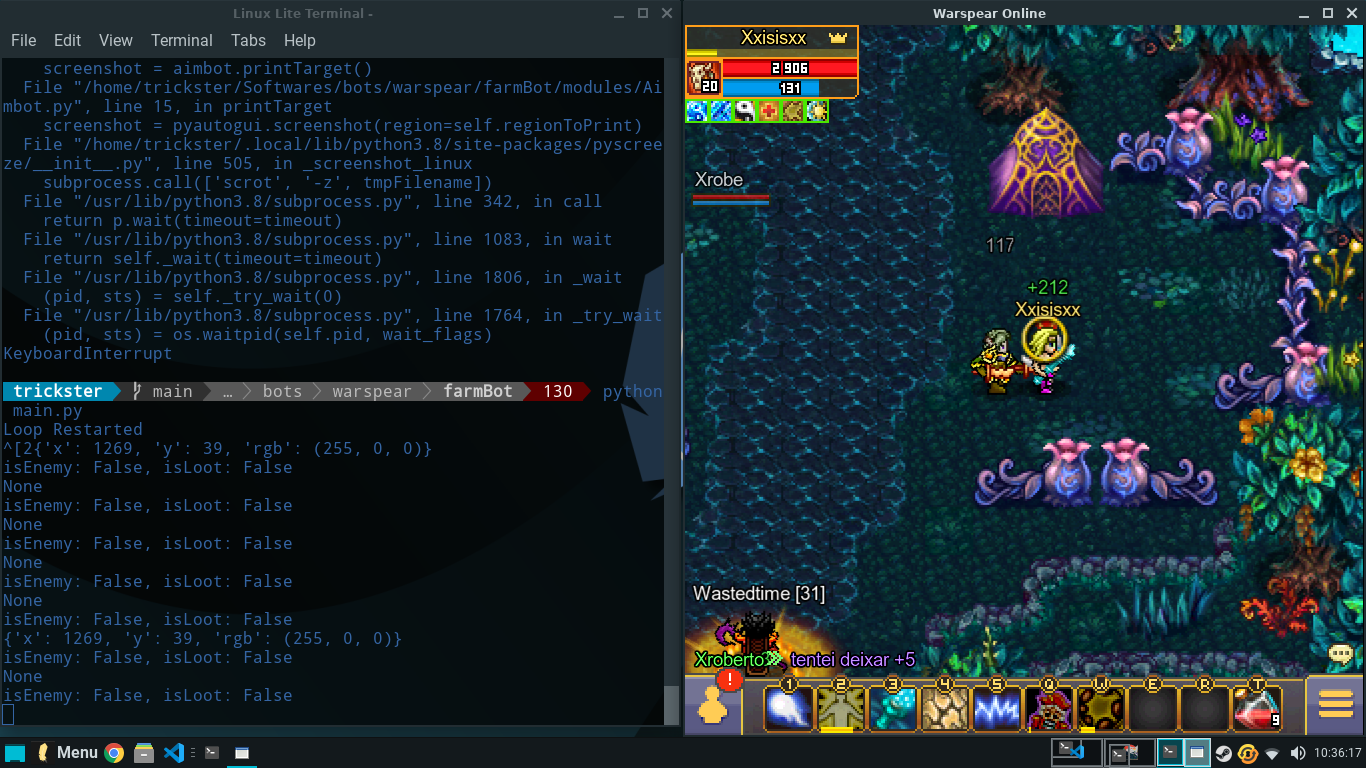 Linux Lite Terminal -
File Edit View Terminal Tabs Help
screenshot = aimbot.printTarget()
File "/home/trickster/Softwares/bots/warspear/farmBot/modules/Ai
mbot.py", line 15, in printTarget
screenshot = pyautogui.screenshot(region=self.regionToPrint)
File "/home/trickster/.local/lib/python3.8/site-packages/pyscree
ze/__init__.py", line 505, in _screenshot_linux
subprocess.call(['scrot', '-z', tmpFilename])
File "/usr/lib/python3.8/subprocess.py", line 342, in call
return p.wait(timeout=timeout)
File "/usr/lib/python3.8/subprocess.py", line 1083, in wait
return self._wait(timeout=timeout)
File "/usr/lib/python3.8/subprocess.py", line 1806, in _wait
(pid, sts) = self._try_wait(0)
File "/usr/lib/python3.8/subprocess.py", line 1764, in _try_wait
(pid, sts) = os.waitpid(self.pid, wait_flags)
KeyboardInterrupt
trickster main … bots warspear farmBot 130 python
main.py
Loop Restarted
^[2{'x': 1269, 'y': 39, 'rgb': (255, 0, 0)}
isEnemy: False, isLoot: False
None
isEnemy: False, isLoot: False
None
isEnemy: False, isLoot: False
None
isEnemy: False, isLoot: False
None
isEnemy: False, isLoot: False
{'x': 1269, 'y': 39, 'rgb': (255, 0, 0)}
isEnemy: False, isLoot: False
None
isEnemy: False, isLoot: False
Warspear Online
Xxisisxx
2 906
20
131
Xrobe
117
+212
Xxisisxx
Wastedtime [31]
Xroberto tentei deixar +5
!
1 2 3 4 5 Q W E R T
9
Menu
10:36:17